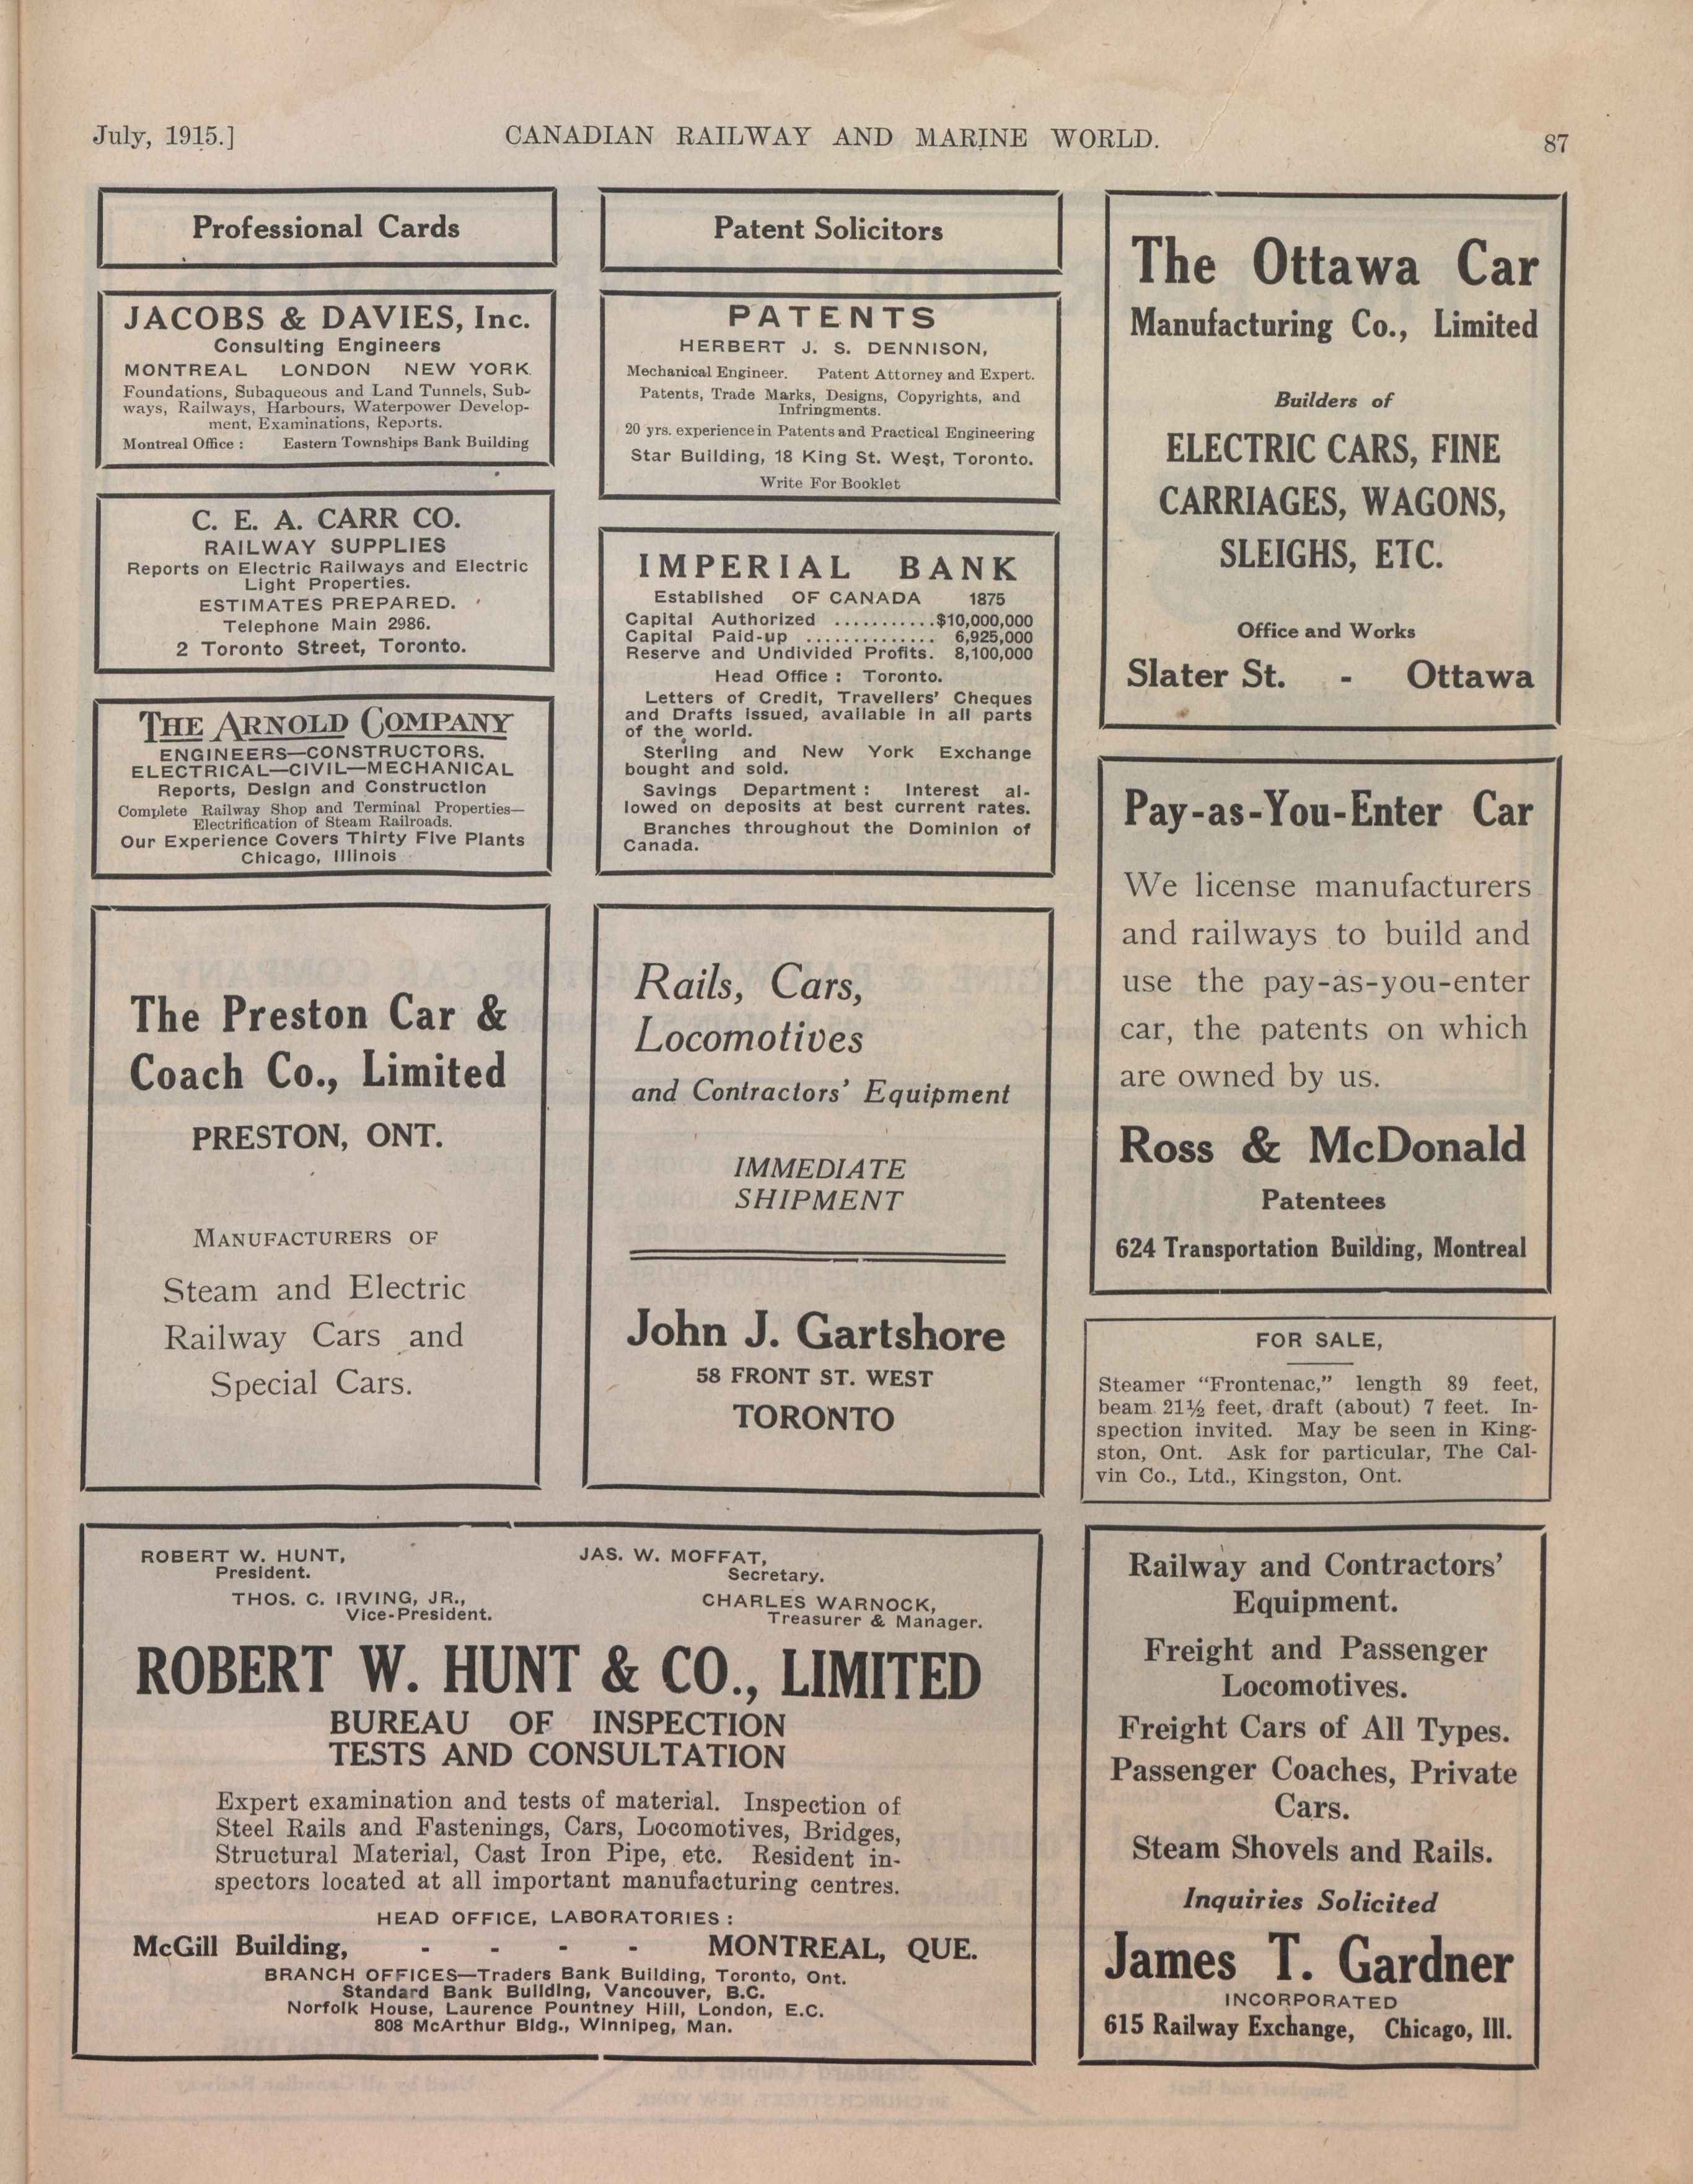 July, 1915.]
CANADIAN RAILWAY AND MARINE WORLD.
87
Professional Cards
JACOBS & DAVIES, Inc.
Consulting Engineers
MONTREAL LONDON NEW YORK
Foundations, Subaqueous and Land Tunnels, Sub-
ways, Railways, Harbours, Waterpower Develop-
ment, Examinations, Reports.
Montreal Office : Eastern Townships Bank Building
C. E. A. CARR CO.
RAILWAY SUPPLIES
Reports on Electric Railways and Electric
Light Properties.
ESTIMATES PREPARED.
Telephone Main 2986.
2 Toronto Street, Toronto.
THE ARNOLD COMPANY
ENGINEERS—CONSTRUCTORS.
ELECTRICAL—CIVIL—MECHANICAL
Reports, Design and Construction
Complete Railway Shop and Terminal Properties—
Electrification of Steam Railroads.
Our Experience Covers Thirty Five Plants
Chicago, Illinois
Patent Solicitors
PATENTS
HERBERT J. S. DENNISON,
Mechanical Engineer. Patent Attorney and Expert.
Patents, Trade Marks, Designs, Copyrights, and
Infringments.
20 yrs. experience in Patents and Practical Engineering
Star Building, 18 King St. West, Toronto.
Write For Booklet
IMPERIAL BANK
Established OF CANADA 1875
Capital Authorized ...........$10,000,000
Capital Paid-up .............. 6,925,000
Reserve and Undivided Profits. 8,100,000
Head Office : Toronto.
Letters of Credit, Travellers' Cheques
and Drafts issued, available in all parts
of the world.
Sterling and New York Exchange
bought and sold.
Savings Department : Interest al-
lowed on deposits at best current rates.
Branches throughout the Dominion of
Canada.
The Ottawa Car
Manufacturing Co., Limited
Builders of
ELECTRIC CARS, FINE
CARRIAGES, WAGONS,
SLEIGHS, ETC.
Office and Works
Slater St. - Ottawa
Pay-as-You-Enter Car
We license manufacturers
and railways to build and
use the pay-as-you-enter
car, the patents on which
are owned by us.
Ross & McDonald
Patentees
624 Transportation Building, Montreal
The Preston Car &
Coach Co., Limited
PRESTON, ONT.
MANUFACTURERS OF
Steam and Electric
Railway Cars and
Special Cars.
Rails, Cars,
Locomotives
and Contractors' Equipment
IMMEDIATE
SHIPMENT
John J. Gartshore
58 FRONT ST. WEST
TORONTO
FOR SALE,
Steamer "Frontenac," length 89 feet,
beam 21½ feet, draft (about) 7 feet. In-
spection invited. May be seen in King-
ston, Ont. Ask for particular, The Cal-
vin Co., Ltd., Kingston, Ont.
ROBERT W. HUNT,
President.
JAS. W. MOFFAT,
Secretary.
THOS. C. IRVING, JR.,
Vice-President.
CHARLES WARNOCK,
Treasurer & Manager.
ROBERT W. HUNT & CO., LIMITED
BUREAU OF INSPECTION
TESTS AND CONSULTATION
Expert examination and tests of material. Inspection of
Steel Rails and Fastenings, Cars, Locomotives, Bridges,
Structural Material, Cast Iron Pipe, etc. Resident in-
spectors located at all important manufacturing centres.
HEAD OFFICE, LABORATORIES :
McGill Building, - - - - MONTREAL, QUE.
BRANCH OFFICES—Traders Bank Building, Toronto, Ont.
Standard Bank Building, Vancouver, B.C.
Norfolk House, Laurence Pountney Hill, London, E.C.
808 McArthur Bldg., Winnipeg, Man.
Railway and Contractors'
Equipment.
Freight and Passenger
Locomotives.
Freight Cars of All Types.
Passenger Coaches, Private
Cars.
Steam Shovels and Rails.
Inquiries Solicited
James T. Gardner
INCORPORATED
615 Railway Exchange, Chicago, Ill.